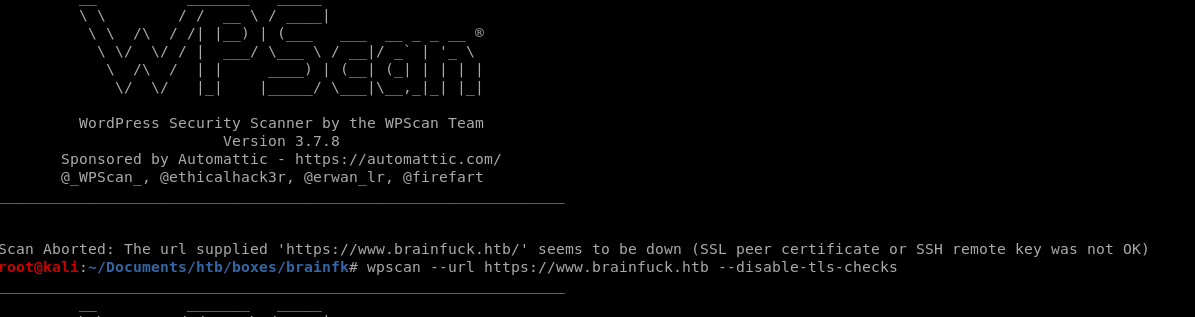 WPScan ®
WordPress Security Scanner by the WPScan Team
Version 3.7.8
Sponsored by Automattic - https://automattic.com/
@_WPScan_, @ethicalhack3r, @erwan_lr, @firefart
_______________________________________________________________
Scan Aborted: The url supplied 'https://www.brainfuck.htb/' seems to be down (SSL peer certificate or SSH remote key was not OK)
root@kali:~/Documents/htb/boxes/brainfk# wpscan --url https://www.brainfuck.htb --disable-tls-checks
_______________________________________________________________